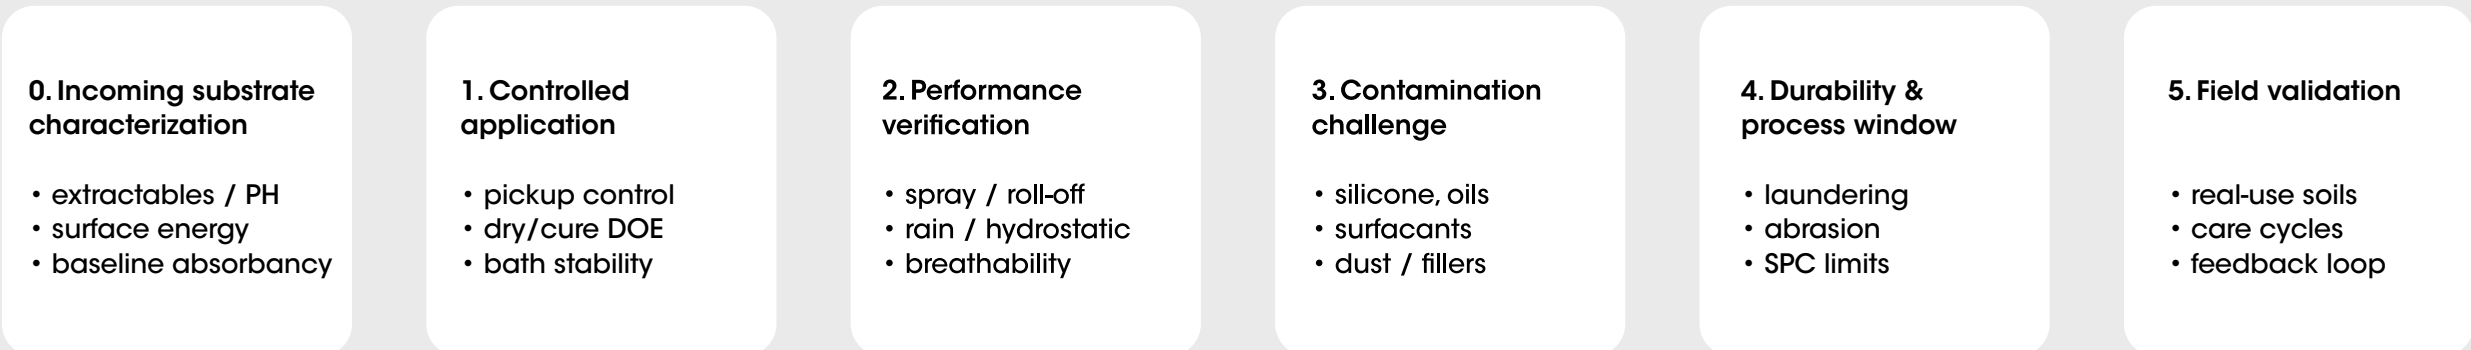 0. Incoming substrate
characterization
• extractables / PH
• surface energy
• baseline absorbancy
1. Controlled
application
• pickup control
• dry/cure DOE
• bath stability
2. Performance
verification
• spray / roll-off
• rain / hydrostatic
• breathability
3. Contamination
challenge
• silicone, oils
• surfacants
• dust / fillers
4. Durability &
process window
• laundering
• abrasion
• SPC limits
5. Field validation
• real-use soils
• care cycles
• feedback loop